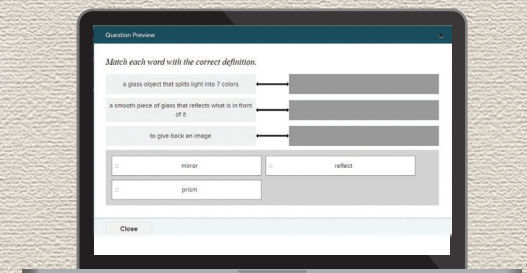 Question Preview
Match each word with the correct definition.
a glass object that splits light into 7 colors
a smooth piece of glass that reflects what is in front
of it
to give back an image
mirror
reflect
prism
Close